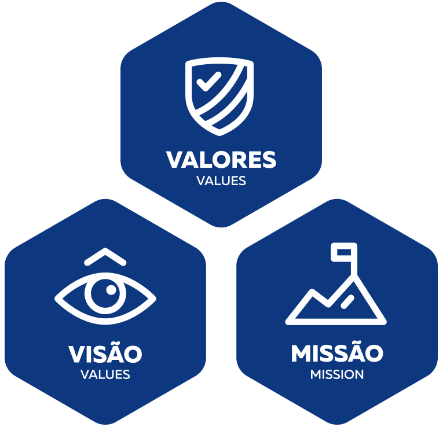 VALORES
VALUES
VISÃO
VALUES
MISSÃO
MISSION